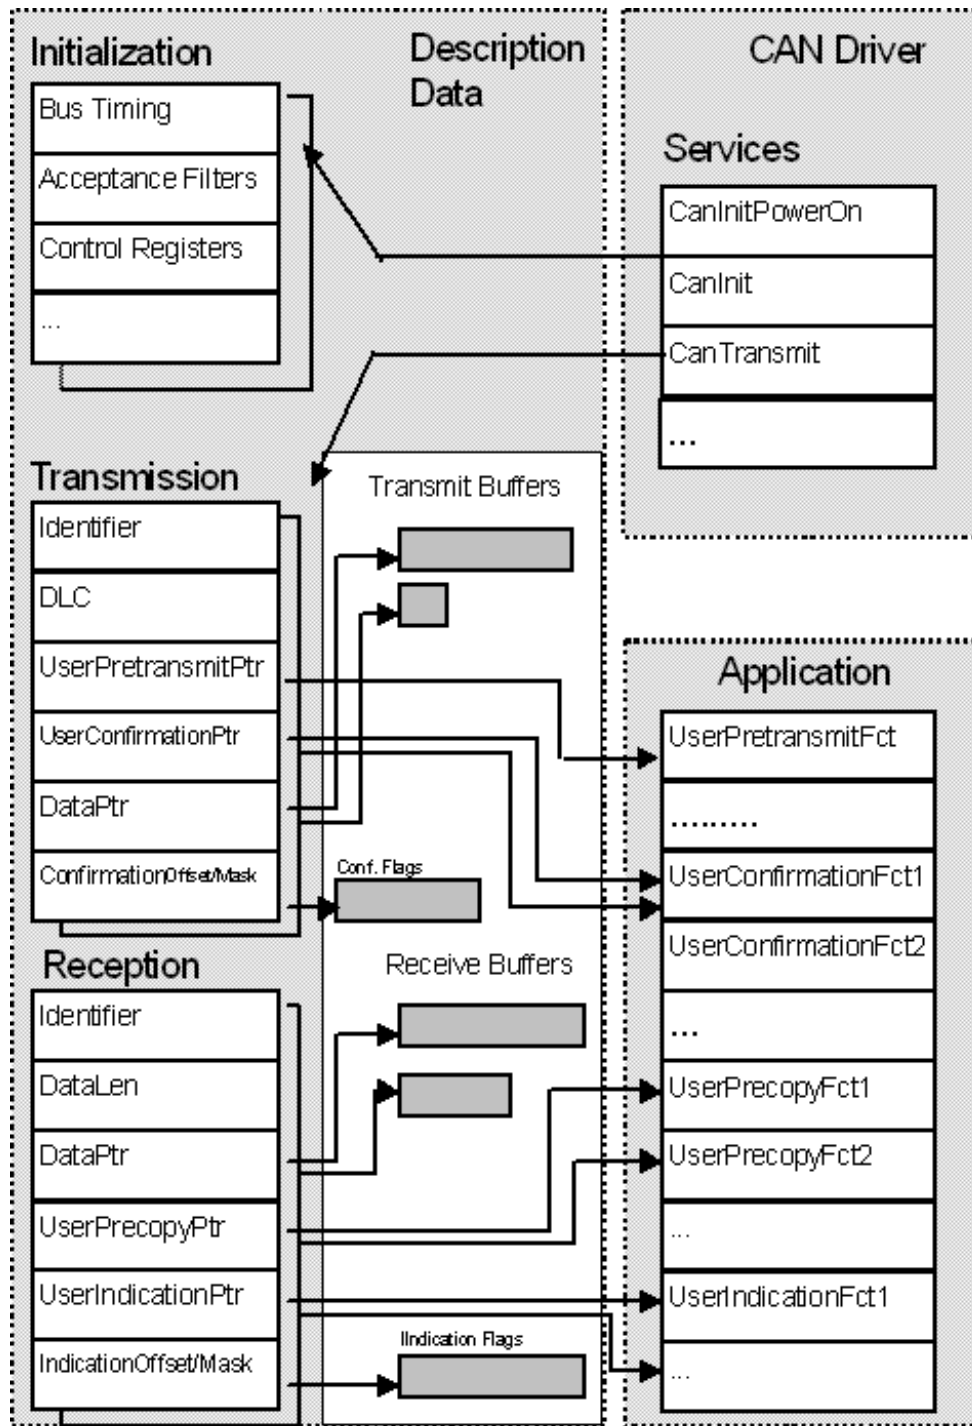 Initialization
Bus Timing
Acceptance Filters
Control Registers
...
Description
Data
CAN Driver
Services
CanInitPowerOn
CanInit
CanTransmit
...
Transmission
Identifier
DLC
UserPretransmitPtr
UserConfirmationPtr
DataPtr
ConfirmationOffset/Mask
Transmit Buffers
Conf. Flags
Reception
Identifier
DataLen
DataPtr
UserPrecopyPtr
UserIndicationPtr
IndicationOffset/Mask
Receive Buffers
IIndication Flags
Application
UserPretransmitFct
.........
UserConfirmationFct1
UserConfirmationFct2
...
UserPrecopyFct1
UserPrecopyFct2
...
UserIndicationFct1
...